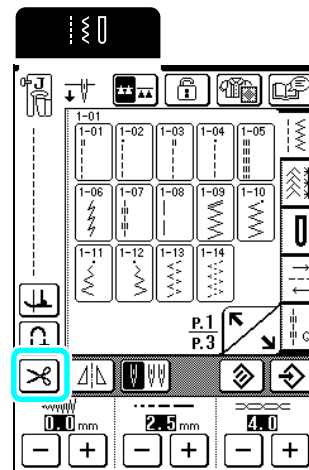 J
1-01
1-01 1-02 1-03 1-04 1-05
1-06 1-07 1-08 1-09 1-10
1-11 1-12 1-13 1-14
P.1
P.3
0.0 mm 2.5 mm 4.0
− + − + − +